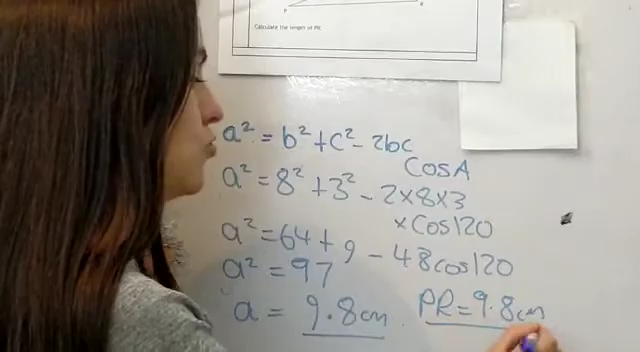 P R
Calculate the length of PR.
a² = b² + c² - 2bc
CosA
a² = 8² + 3² - 2×8×3
×Cos120
a² = 64 + 9 - 48cos120
a² = 97
a = 9.8cm PR = 9.8cm